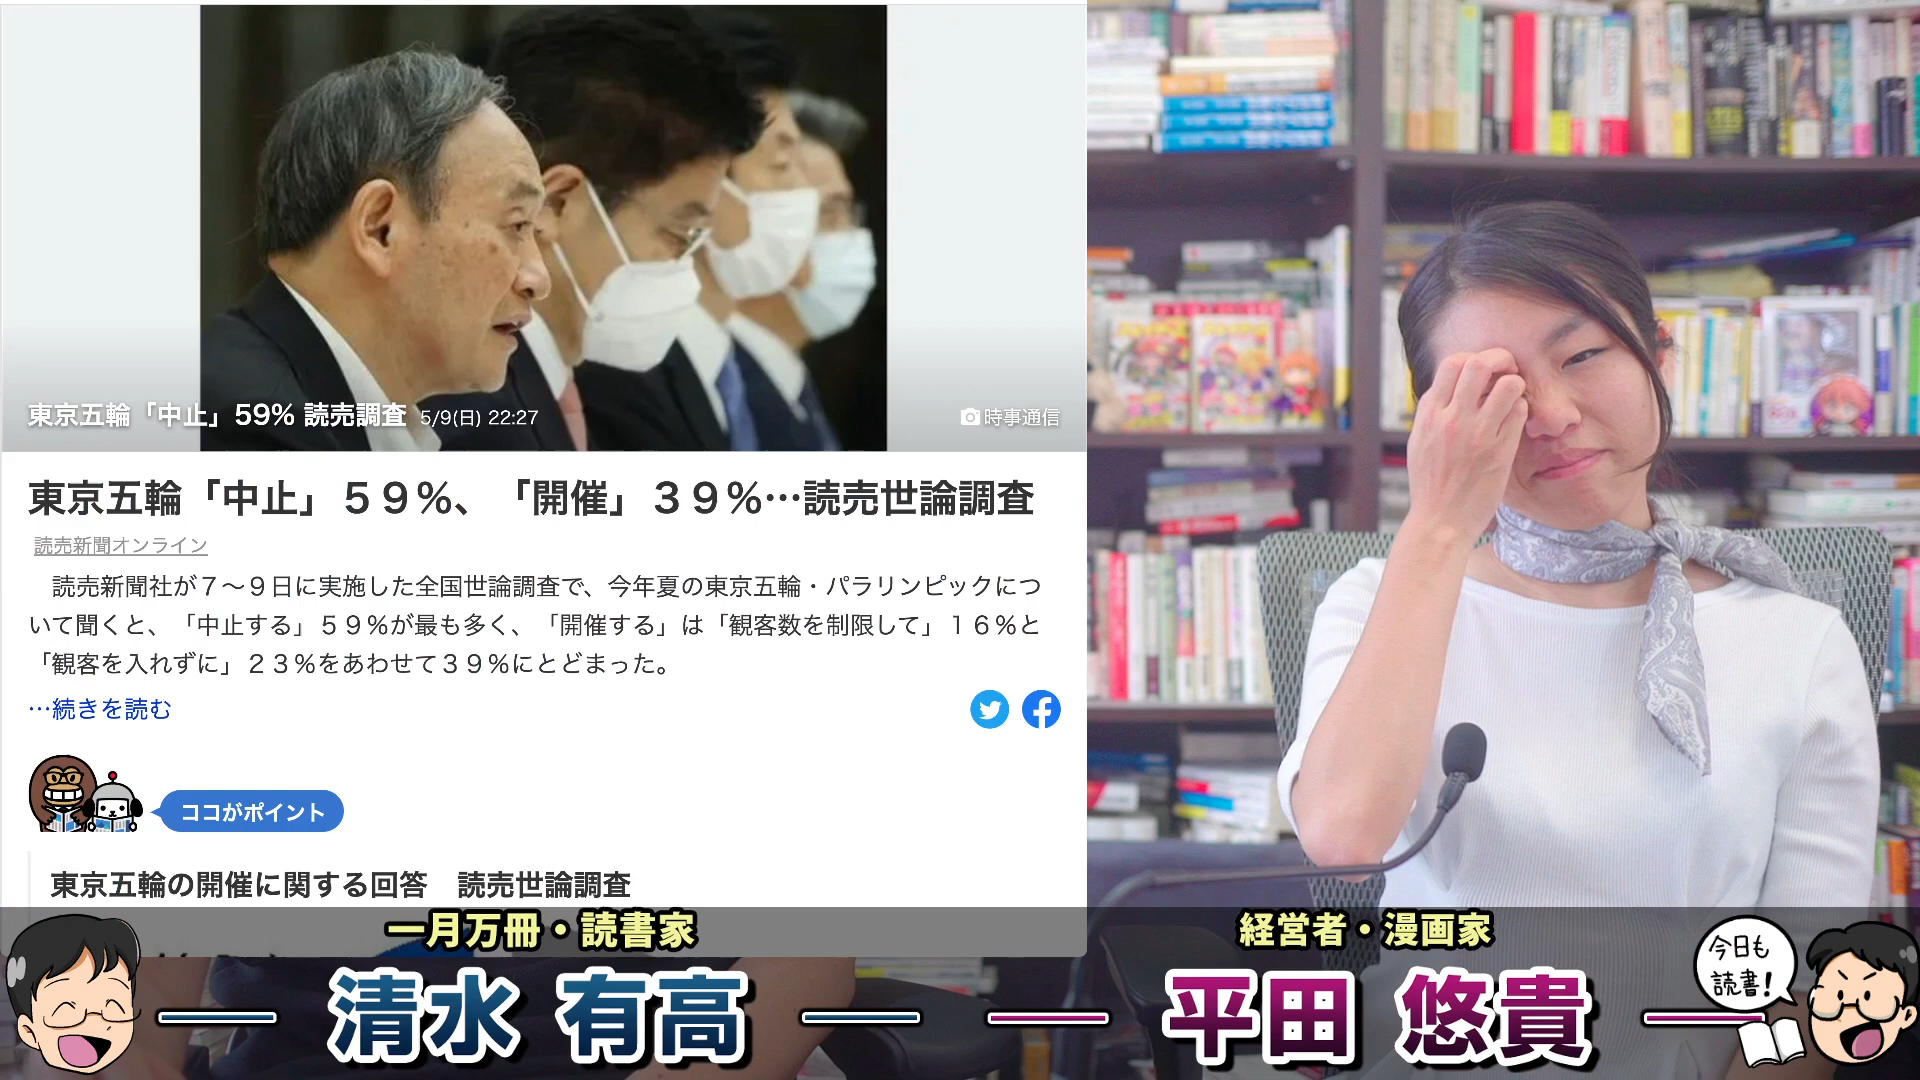 東京五輪「中止」59% 読売調査 5/9(日) 22:27
時事通信
東京五輪「中止」５９％、「開催」３９％…読売世論調査
読売新聞オンライン
読売新聞社が７～９日に実施した全国世論調査で、今年夏の東京五輪・パラリンピックにつ
いて聞くと、「中止する」５９％が最も多く、「開催する」は「観客数を制限して」１６％と
「観客を入れずに」２３％をあわせて３９％にとどまった。
…続きを読む
ココがポイント
東京五輪の開催に関する回答　読売世論調査
一月万冊・読書家
清水 有高
経営者・漫画家
平田 悠貴
今日も
読書！